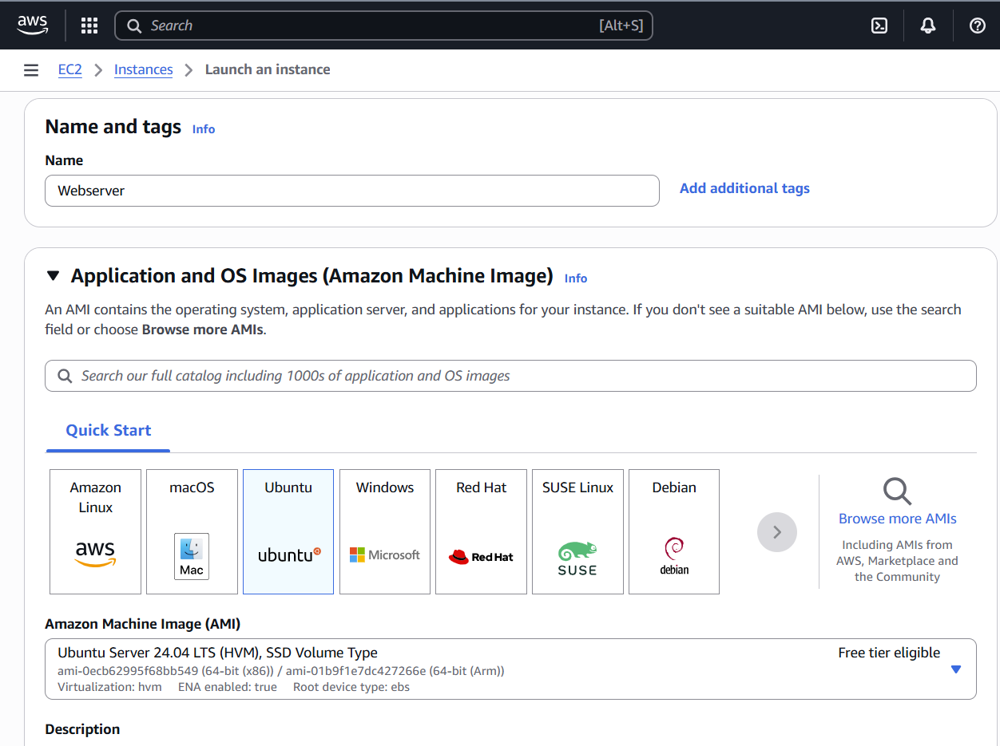 aws
Search [Alt+S]
EC2 Instances Launch an instance
Name and tags Info
Name
Webserver
Add additional tags
Application and OS Images (Amazon Machine Image) Info
An AMI contains the operating system, application server, and applications for your instance. If you don't see a suitable AMI below, use the search
field or choose Browse more AMIs.
Search our full catalog including 1000s of application and OS images
Quick Start
Amazon
Linux
aws
macOS
Mac
Ubuntu
ubuntu
Windows
Microsoft
Red Hat
Red Hat
SUSE Linux
SUSE
Debian
debian
Browse more AMIs
Including AMIs from
AWS, Marketplace and
the Community
Amazon Machine Image (AMI)
Ubuntu Server 24.04 LTS (HVM), SSD Volume Type
Free tier eligible
ami-0ecb62995f68bb549 (64-bit (x86)) / ami-01b9f1e7dc427266e (64-bit (Arm))
Virtualization: hvm ENA enabled: true Root device type: ebs
Description